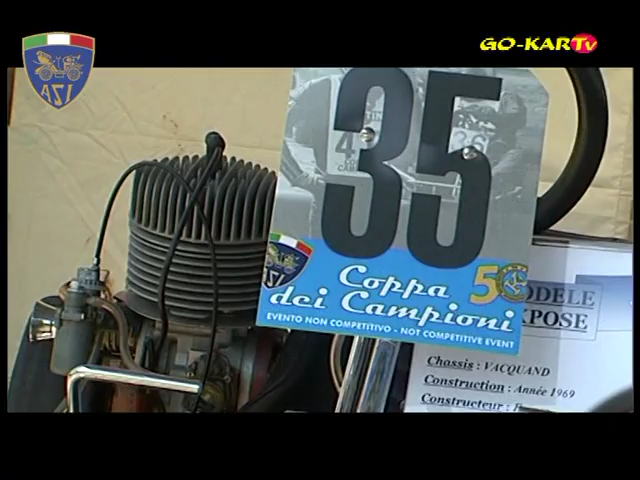 ASI
GO-KARTv
35
Coppa
dei Campioni
ASI
50
EVENTO NON COMPETITIVO - NOT COMPETITIVE EVENT
MODELE
EXPOSE
Chassis : VACQUAND
Construction : Année 1969
Constructeur :